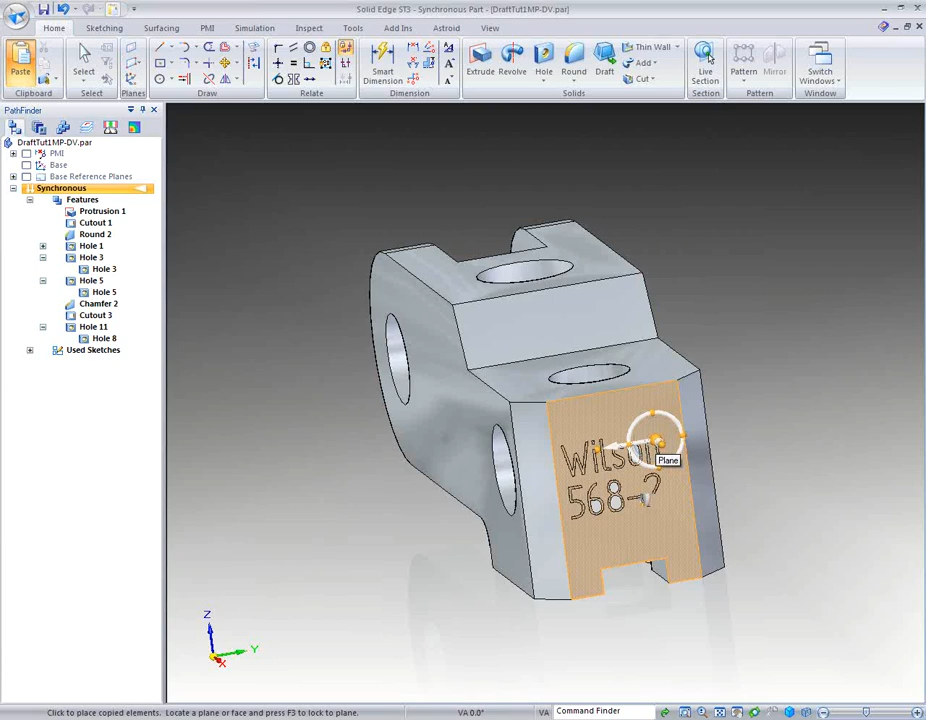 Solid Edge ST3 - Synchronous Part - [DraftTut1MP-DV.par]
Home Sketching Surfacing PMI Simulation Inspect Tools Add Ins Astroid View
Paste
Clipboard
Select
Select
Planes
Draw
Relate
Smart Dimension
Dimension
Extrude Revolve Hole Round Draft
Thin Wall
Add
Cut
Solids
Live Section
Section
Pattern Mirror
Pattern
Switch Windows
Window
PathFinder
DraftTut1MP-DV.par
PMI
Base
Base Reference Planes
Synchronous
Features
Protrusion 1
Cutout 1
Round 2
Hole 1
Hole 3
Hole 3
Hole 5
Hole 5
Chamfer 2
Cutout 3
Hole 11
Hole 8
Used Sketches
Wilson
568-?
Plane
Z
Y
X
Click to place copied elements. Locate a plane or face and press F3 to lock to plane.
VA 0.0°
VA
Command Finder